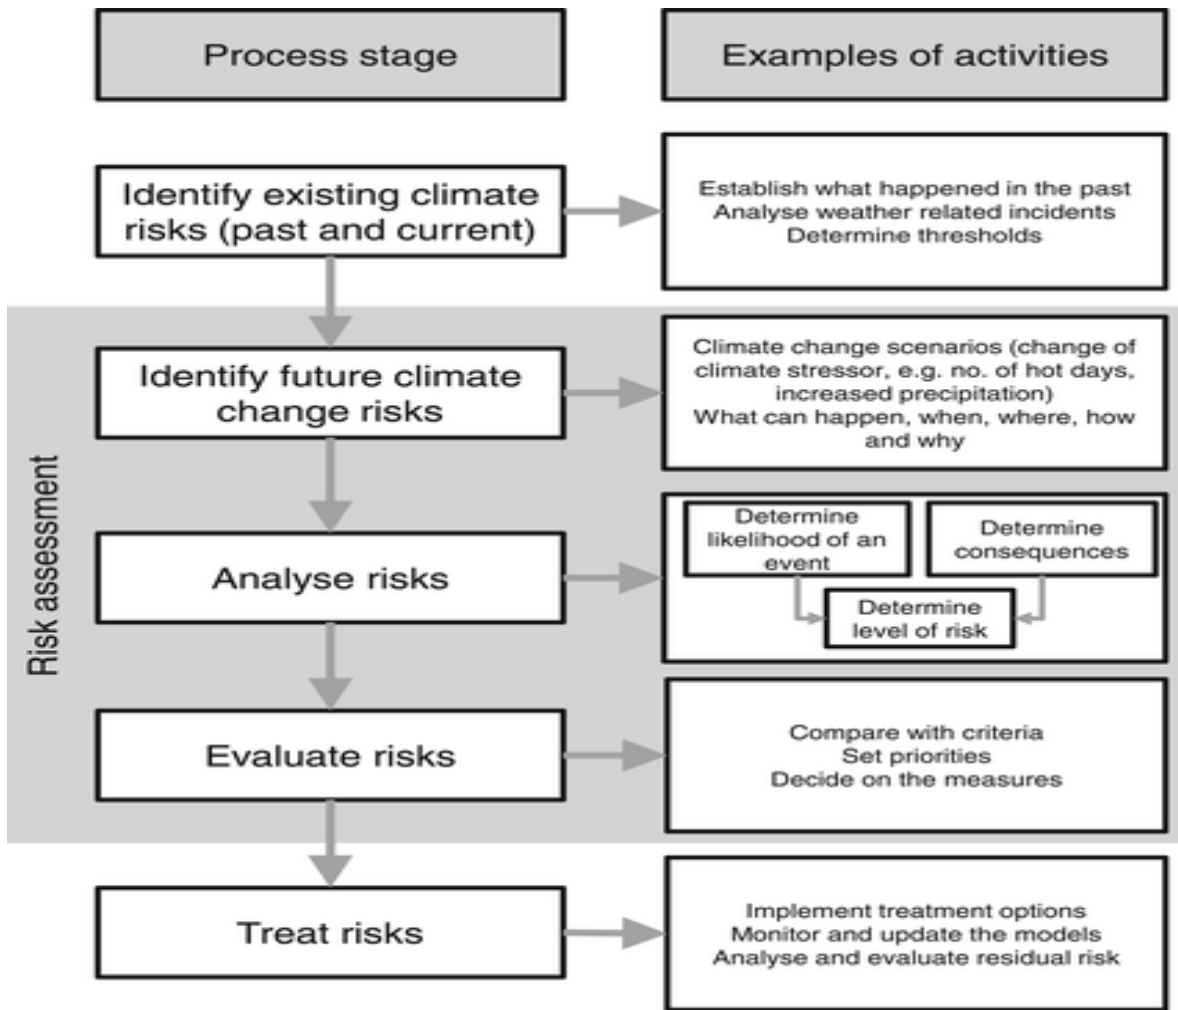 Process stage
Examples of activities
Identify existing climate
risks (past and current)
Establish what happened in the past
Analyse weather related incidents
Determine thresholds
Risk assessment
Identify future climate
change risks
Climate change scenarios (change of
climate stressor, e.g. no. of hot days,
increased precipitation)
What can happen, when, where, how
and why
Analyse risks
Determine
likelihood of an
event
Determine
consequences
Determine
level of risk
Evaluate risks
Compare with criteria
Set priorities
Decide on the measures
Treat risks
Implement treatment options
Monitor and update the models
Analyse and evaluate residual risk